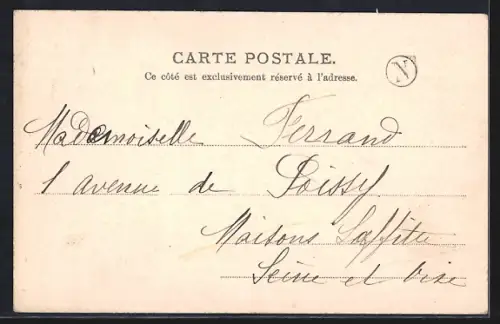 CARTE POSTALE.
Ce côté est exclusivement réservé à l'adresse.
N
Mademoiselle Ferrand
1 avenue de Poissy
Maisons Laffitte
Seine et Oise